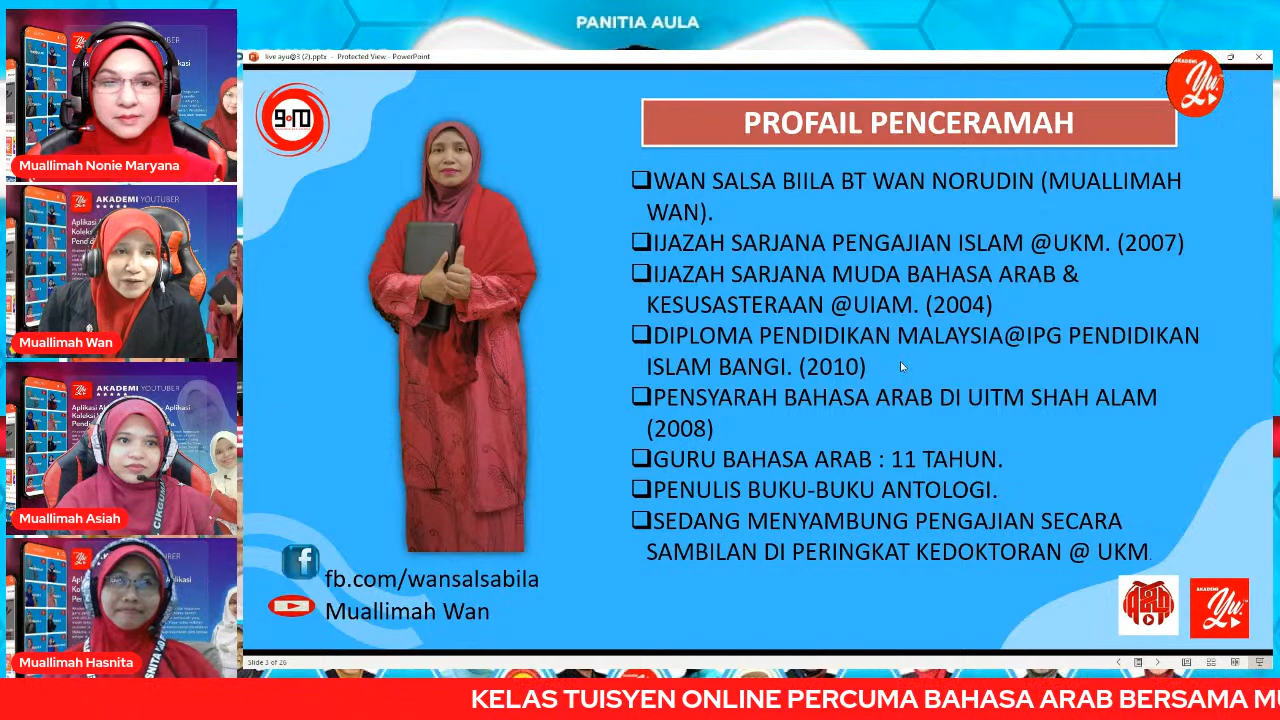 PANITIA AULA
live ayu@3 (2).pptx - Protected View - PowerPoint
AKADEMI
Yu
PROFAIL PENCERAMAH
❑WAN SALSA BIILA BT WAN NORUDIN (MUALLIMAH
WAN).
❑IJAZAH SARJANA PENGAJIAN ISLAM @UKM. (2007)
❑IJAZAH SARJANA MUDA BAHASA ARAB &
KESUSASTERAAN @UIAM. (2004)
❑DIPLOMA PENDIDIKAN MALAYSIA@IPG PENDIDIKAN
ISLAM BANGI. (2010)
❑PENSYARAH BAHASA ARAB DI UITM SHAH ALAM
(2008)
❑GURU BAHASA ARAB : 11 TAHUN.
❑PENULIS BUKU-BUKU ANTOLOGI.
❑SEDANG MENYAMBUNG PENGAJIAN SECARA
SAMBILAN DI PERINGKAT KEDOKTORAN @ UKM.
fb.com/wansalsabila
Muallimah Wan
AKADEMI
Yu
Slide 3 of 26
Muallimah Nonie Maryana
AKADEMI YOUTUBER
Muallimah Wan
AKADEMI YOUTUBER
Muallimah Asiah
Muallimah Hasnita
KELAS TUISYEN ONLINE PERCUMA BAHASA ARAB BERSAMA